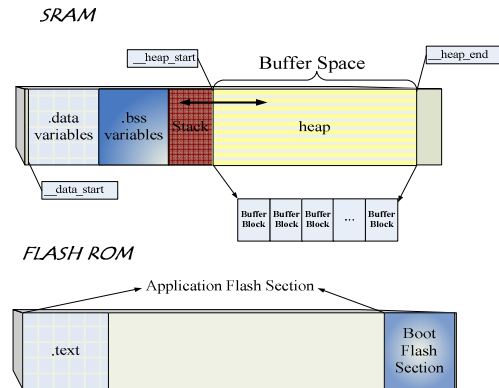 SRAM
__heap_start
Buffer Space
__heap_end
.data
variables
.bss
variables
Stack
heap
__data_start
Buffer
Block
Buffer
Block
Buffer
Block
...
Buffer
Block
FLASH ROM
Application Flash Section
.text
Boot
Flash
Section